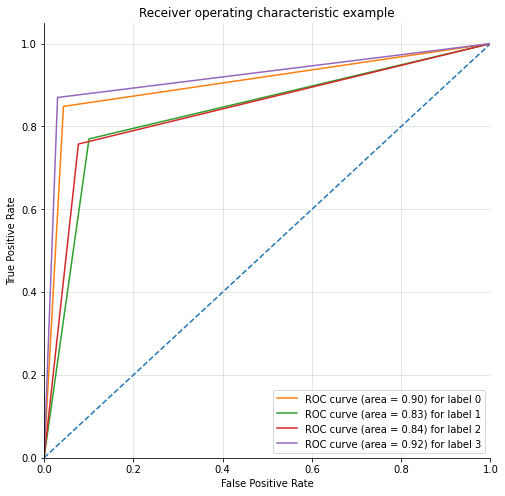 Receiver operating characteristic example
1.0
0.8
0.6
0.4
0.2
0.0
True Positive Rate
0.0 0.2 0.4 0.6 0.8 1.0
False Positive Rate
ROC curve (area = 0.90) for label 0
ROC curve (area = 0.83) for label 1
ROC curve (area = 0.84) for label 2
ROC curve (area = 0.92) for label 3